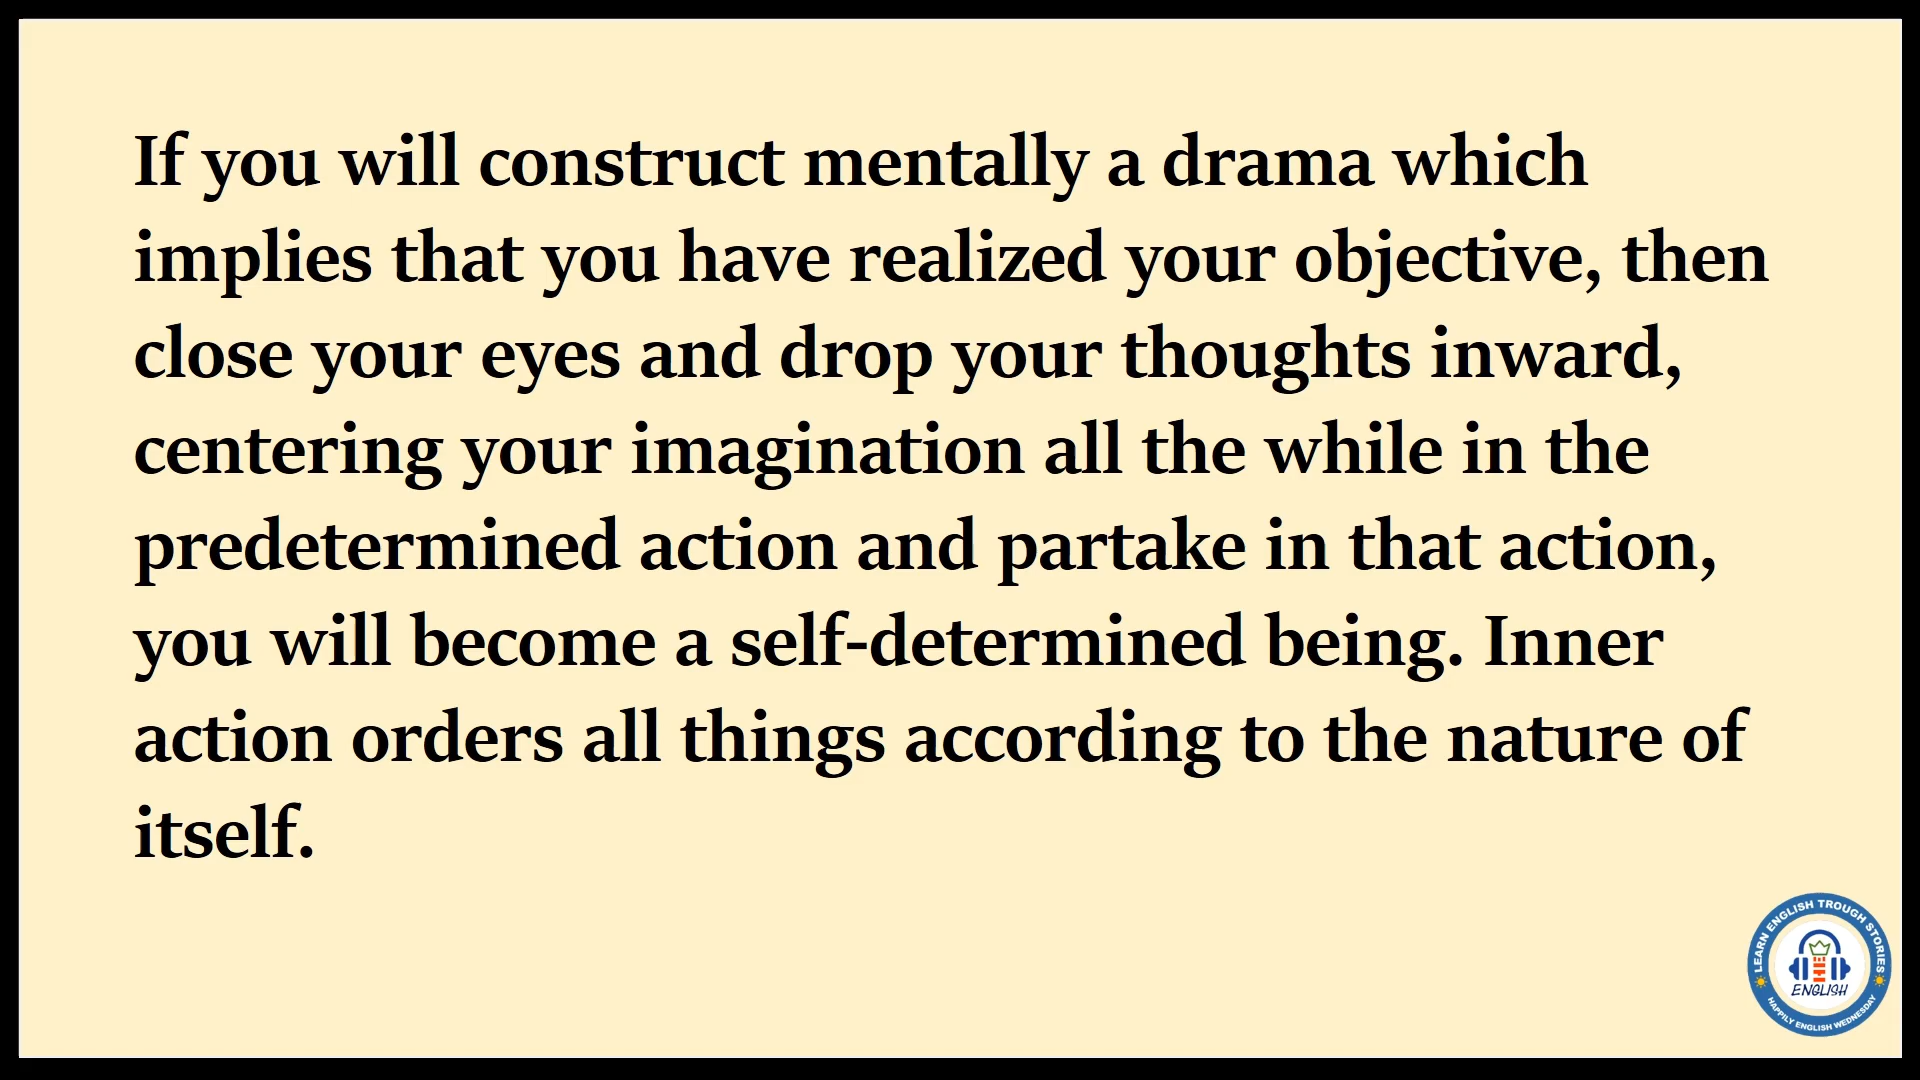 If you will construct mentally a drama which
implies that you have realized your objective, then
close your eyes and drop your thoughts inward,
centering your imagination all the while in the
predetermined action and partake in that action,
you will become a self-determined being. Inner
action orders all things according to the nature of
itself.
LEARN ENGLISH TROUGH STORIES
ENGLISH
HAPPILY ENGLISH WEDNESDAY